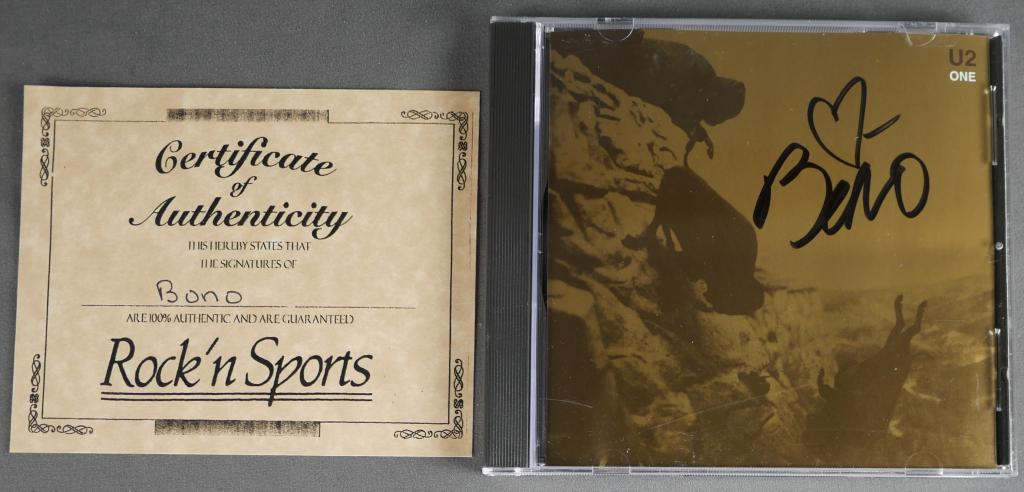 Certificate
of
Authenticity
THIS HEREBY STATES THAT
THE SIGNATURES OF
Bono
ARE 100% AUTHENTIC AND ARE GUARANTEED
Rock'n Sports
U2
ONE
Bono